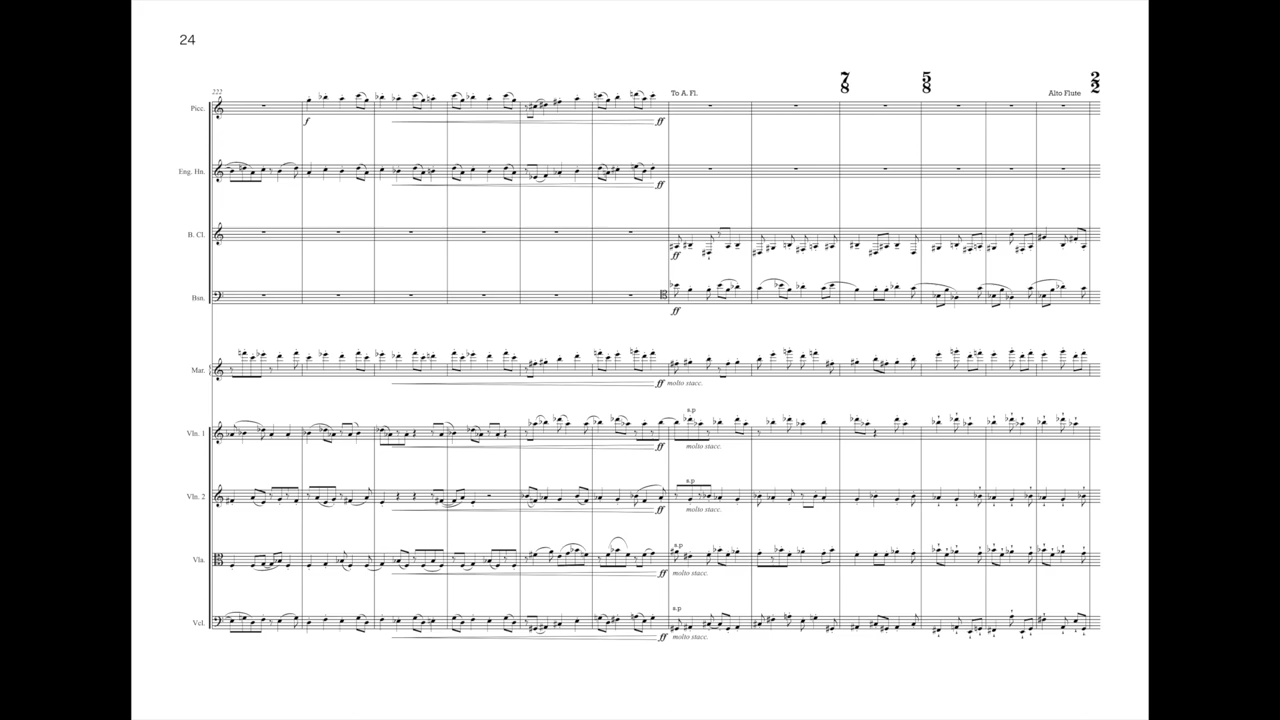 24
7 5 2
8 8 2
222 To A. Fl. Alto Flute
Picc.
f ff
Eng. Hn.
ff
B. Cl.
ff
Bsn.
ff
Mar.
ff molto stacc.
s.p
Vln. 1
ff molto stacc.
s.p
Vln. 2
ff molto stacc.
s.p
Vla.
ff molto stacc.
s.p
Vcl.
ff molto stacc.